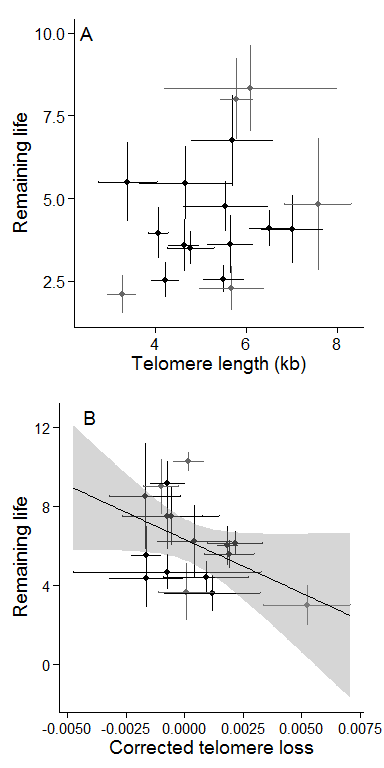 A
10.0
7.5
5.0
2.5
Remaining life
4
6
8
Telomere length (kb)
B
12
8
4
0
Remaining life
-0.0050
-0.0025
0.0000
0.0025
0.0050
0.0075
Corrected telomere loss